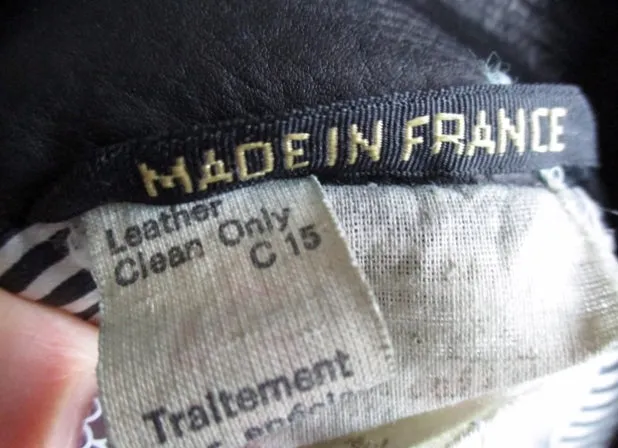 MADE IN FRANCE
Leather
Clean Only
C 15
Traitement